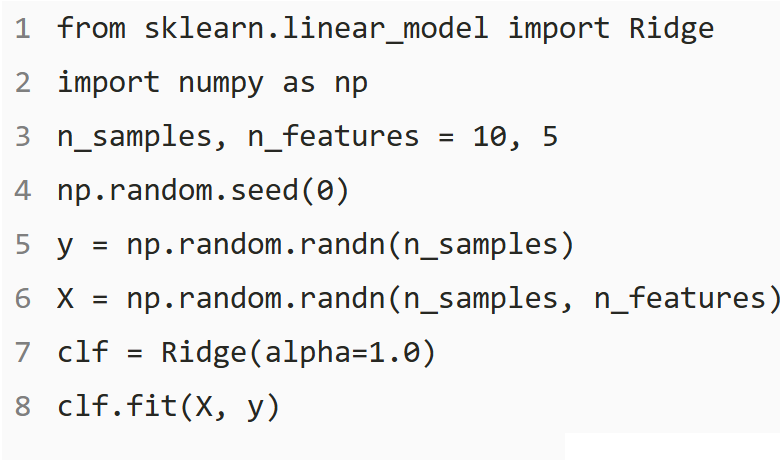 1 from sklearn.linear_model import Ridge
2 import numpy as np
3 n_samples, n_features = 10, 5
4 np.random.seed(0)
5 y = np.random.randn(n_samples)
6 X = np.random.randn(n_samples, n_features)
7 clf = Ridge(alpha=1.0)
8 clf.fit(X, y)